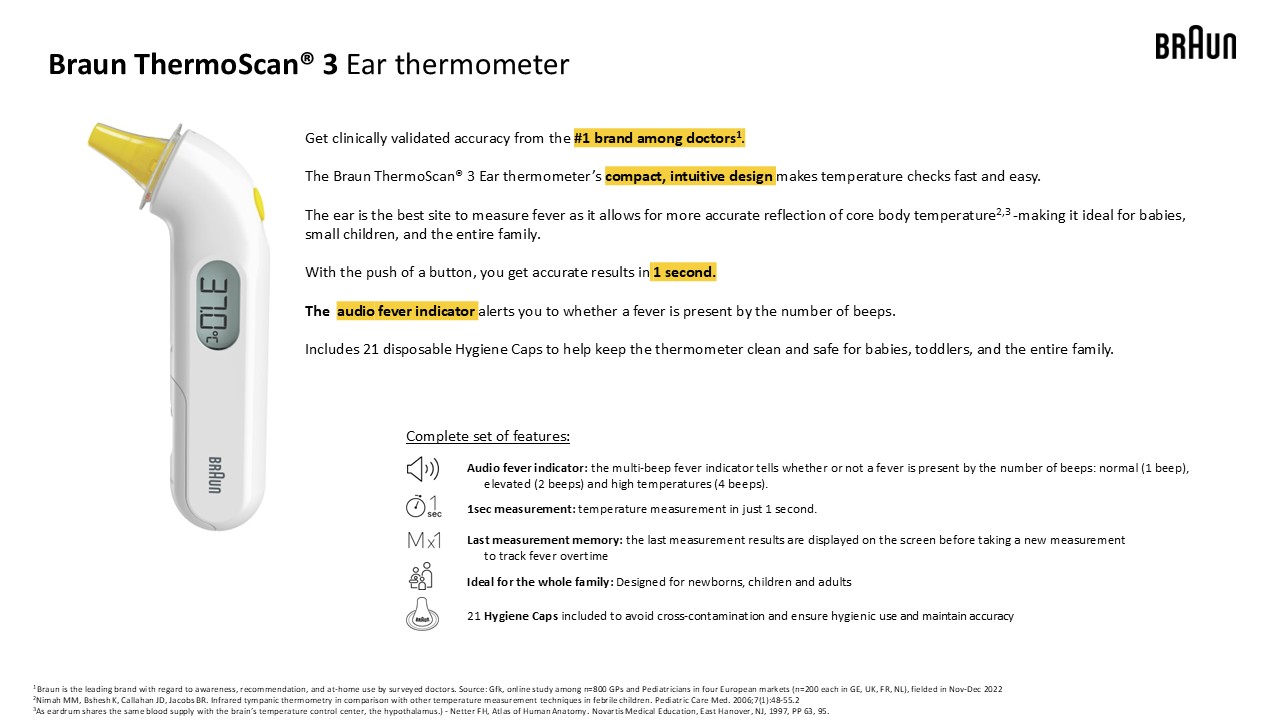 Braun ThermoScan® 3 Ear thermometer
BRAUN
Get clinically validated accuracy from the #1 brand among doctors¹.
The Braun ThermoScan® 3 Ear thermometer’s compact, intuitive design makes temperature checks fast and easy.
The ear is the best site to measure fever as it allows for more accurate reflection of core body temperature²,³ -making it ideal for babies,
small children, and the entire family.
With the push of a button, you get accurate results in 1 second.
The audio fever indicator alerts you to whether a fever is present by the number of beeps.
Includes 21 disposable Hygiene Caps to help keep the thermometer clean and safe for babies, toddlers, and the entire family.
37.0°C
BRAUN
Complete set of features:
Audio fever indicator: the multi-beep fever indicator tells whether or not a fever is present by the number of beeps: normal (1 beep),
elevated (2 beeps) and high temperatures (4 beeps).
1 sec
1sec measurement: temperature measurement in just 1 second.
Mx1
Last measurement memory: the last measurement results are displayed on the screen before taking a new measurement
to track fever overtime
Ideal for the whole family: Designed for newborns, children and adults
BRAUN
21 Hygiene Caps included to avoid cross-contamination and ensure hygienic use and maintain accuracy
¹Braun is the leading brand with regard to awareness, recommendation, and at-home use by surveyed doctors. Source: Gfk, online study among n=800 GPs and Pediatricians in four European markets (n=200 each in GE, UK, FR, NL), fielded in Nov-Dec 2022
²Nimah MM, Bshesh K, Callahan JD, Jacobs BR. Infrared tympanic thermometry in comparison with other temperature measurement techniques in febrile children. Pediatric Care Med. 2006;7(1):48-55.2
³As eardrum shares the same blood supply with the brain’s temperature control center, the hypothalamus.) - Netter FH, Atlas of Human Anatomy. Novartis Medical Education, East Hanover, NJ, 1997, PP 63, 95.